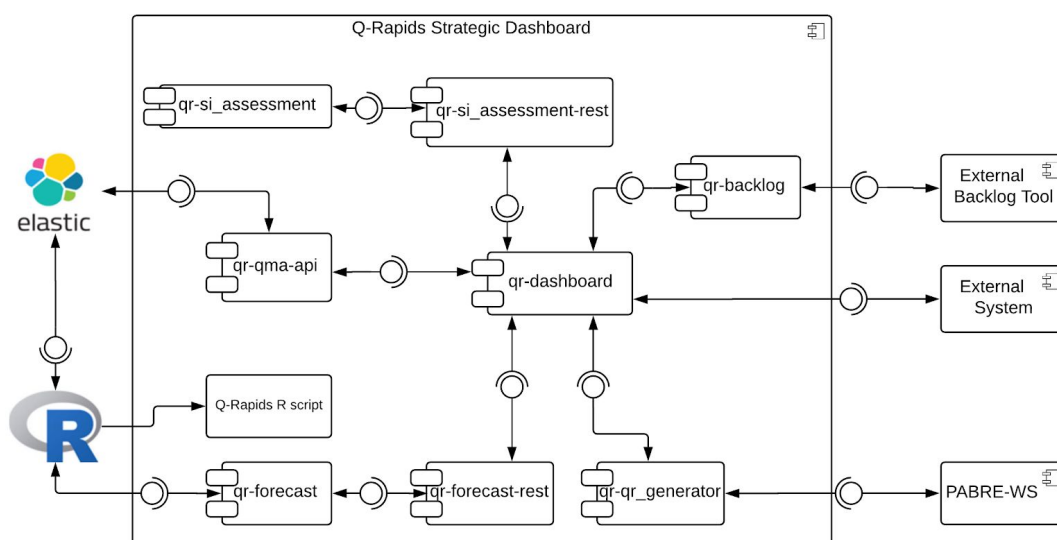 Q-Rapids Strategic Dashboard
qr-si_assessment
qr-si_assessment-rest
elastic
qr-backlog
External
Backlog Tool
qr-qma-api
qr-dashboard
External
System
R
Q-Rapids R script
qr-forecast
qr-forecast-rest
qr-qr_generator
PABRE-WS